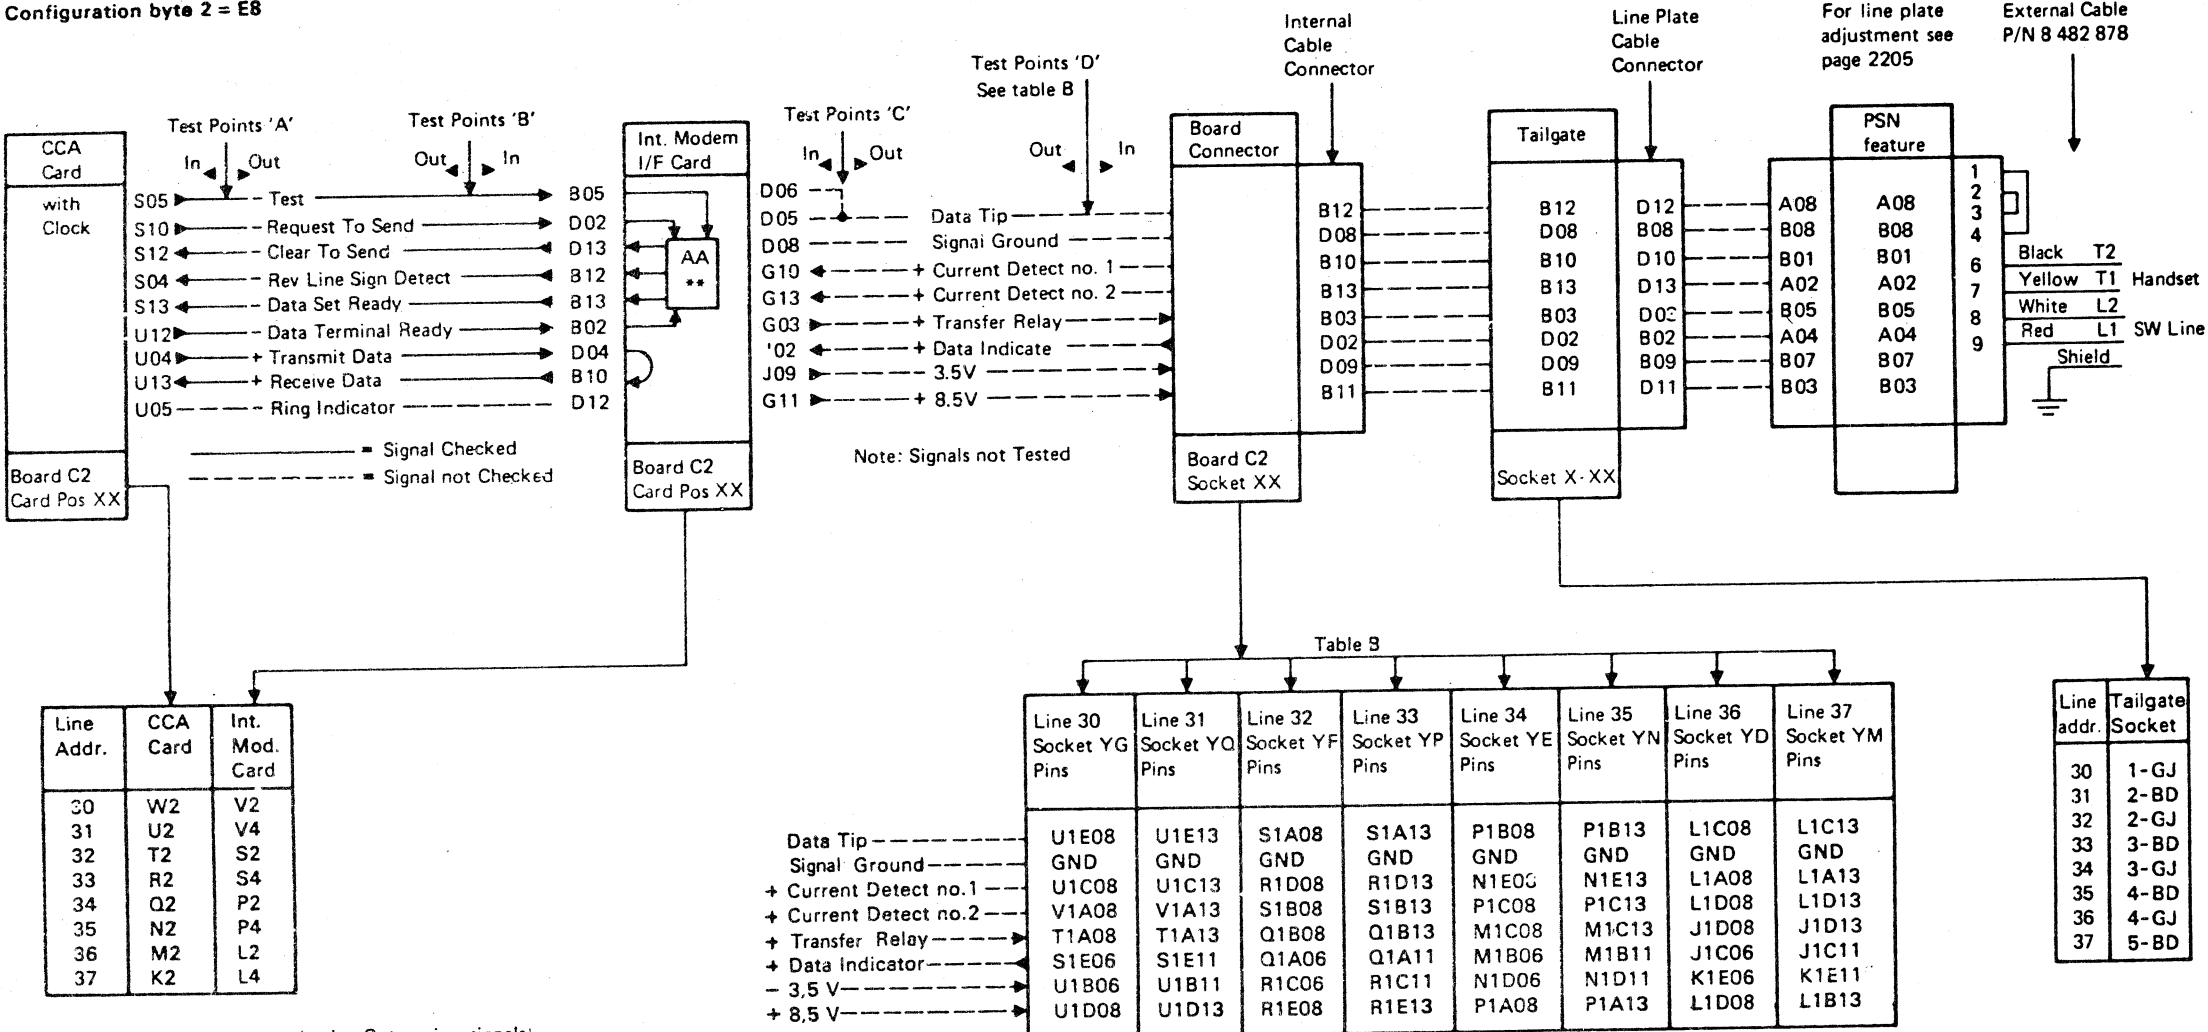 Configuration byte 2 = E8
Internal Cable Connector
Line Plate Cable Connector
For line plate adjustment see page 2205
External Cable P/N 8 482 878
Test Points 'A'
In Out
Test Points 'B'
Out In
Test Points 'C'
In Out
Test Points 'D' See table B
Out In
CCA Card
with Clock
Board C2 Card Pos XX
S05 - Test B05
S10 - Request To Send D02
S12 - Clear To Send D13
S04 - Rev Line Sign Detect B12
S13 - Data Set Ready B13
U12 - Data Terminal Ready B02
U04 + Transmit Data D04
U13 + Receive Data B10
U05 - Ring Indicator D12
= Signal Checked
= Signal not Checked
Int. Modem I/F Card
AA **
Board C2 Card Pos XX
D06
D05 Data Tip
D08 Signal Ground
G10 + Current Detect no. 1
G13 + Current Detect no. 2
G03 + Transfer Relay
'02 + Data Indicate
J09 - 3.5V
G11 + 8.5V
Note: Signals not Tested
Board Connector
Board C2 Socket XX
Tailgate
Socket X-XX
PSN feature
B12 B12 D12 A08 A08
D08 D08 B08 B08 B08
B10 B10 D10 B01 B01
B13 B13 D13 A02 A02
B03 B03 B05 B05
D02 D02 B02 A04 A04
D09 D09 B09 B07 B07
B11 B11 D11 B03 B03
1
2
3
4
6
7
8
9
Black T2
Yellow T1 Handset
White L2
Red L1 SW Line
Shield
Line Addr. CCA Card Int. Mod. Card
30 W2 V2
31 U2 V4
32 T2 S2
33 R2 S4
34 Q2 P2
35 N2 P4
36 M2 L2
37 K2 L4
Table B
Line 30 Socket YG Pins
Line 31 Socket YQ Pins
Line 32 Socket YF Pins
Line 33 Socket YP Pins
Line 34 Socket YE Pins
Line 35 Socket YN Pins
Line 36 Socket YD Pins
Line 37 Socket YM Pins
Data Tip U1E08 U1E13 S1A08 S1A13 P1B08 P1B13 L1C08 L1C13
Signal Ground GND GND GND GND GND GND GND GND
+ Current Detect no.1 U1C08 U1C13 R1D08 R1D13 N1E13 L1A08 L1A13
+ Current Detect no.2 V1A08 V1A13 S1B08 S1B13 P1C08 P1C13 L1D08 L1D13
+ Transfer Relay T1A08 T1A13 Q1B08 Q1B13 M1C08 M1C13 J1D08 J1D13
+ Data Indicator S1E06 S1E11 Q1A06 Q1A11 M1B06 M1B11 J1C06 J1C11
- 3,5 V U1B06 U1B11 R1C06 R1C11 N1D06 N1D11 K1E06 K1E11
+ 8,5 V U1D08 U1D13 R1E08 R1E13 P1A08 P1A13 L1D08 L1B13
Line addr. Tailgate Socket
30 1-GJ
31 2-BD
32 2-GJ
33 3-BD
34 3-GJ
35 4-BD
36 4-GJ
37 5-BD